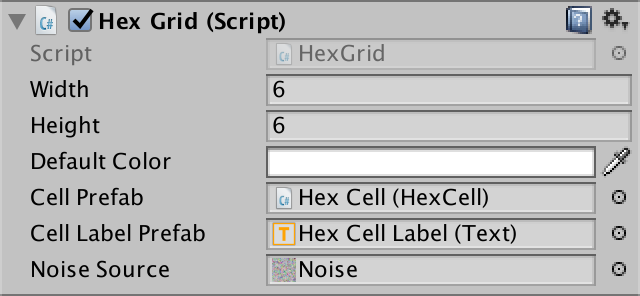 Hex Grid (Script)
Script HexGrid
Width 6
Height 6
Default Color
Cell Prefab Hex Cell (HexCell)
Cell Label Prefab Hex Cell Label (Text)
Noise Source Noise